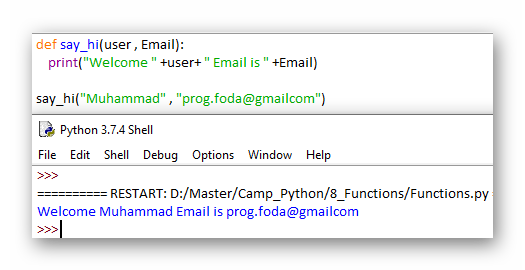 def say_hi(user , Email):
print("Welcome " +user+ " Email is " +Email)
say_hi("Muhammad" , "prog.foda@gmailcom")
Python 3.7.4 Shell
File Edit Shell Debug Options Window Help
>>>
========== RESTART: D:/Master/Camp_Python/8_Functions/Functions.py =
Welcome Muhammad Email is prog.foda@gmailcom
>>>